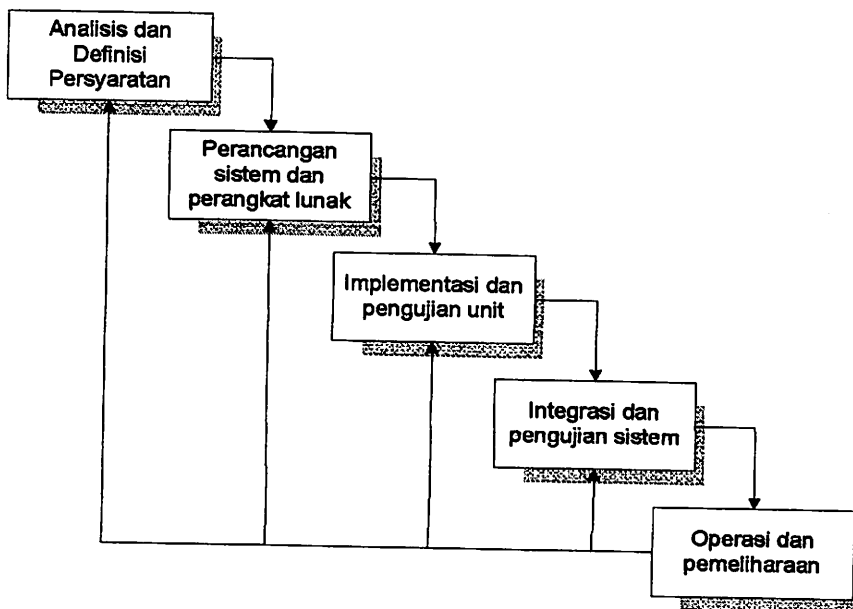 Analisis dan
Definisi
Persyaratan
Perancangan
sistem dan
perangkat lunak
Implementasi dan
pengujian unit
Integrasi dan
pengujian sistem
Operasi dan
pemeliharaan